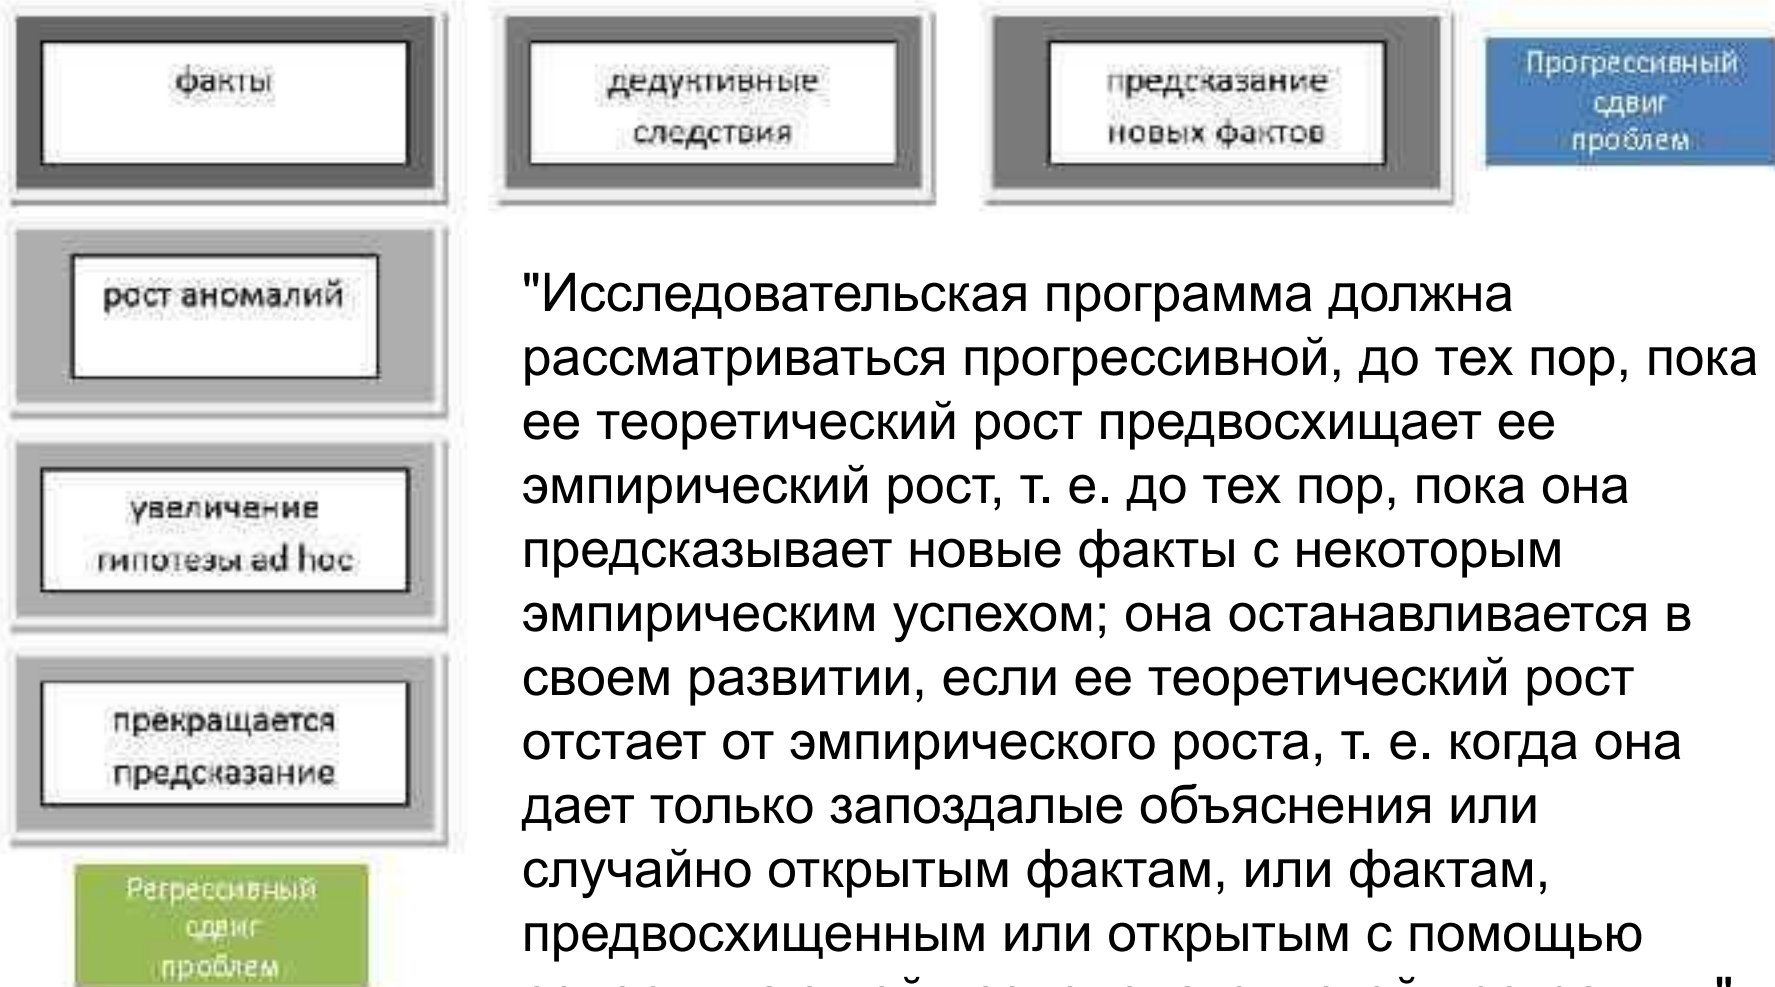 факты
дедуктивные
следствия
предсказание
новых фактов
Прогрессивный
сдвиг
проблем
рост аномалий
увеличение
гипотезы ad hoc
прекращается
предсказание
Регрессивный
сдвиг
проблем
"Исследовательская программа должна
рассматриваться прогрессивной, до тех пор, пока
ее теоретический рост предвосхищает ее
эмпирический рост, т. е. до тех пор, пока она
предсказывает новые факты с некоторым
эмпирическим успехом; она останавливается в
своем развитии, если ее теоретический рост
отстает от эмпирического роста, т. е. когда она
дает только запоздалые объяснения или
случайно открытым фактам, или фактам,
предвосхищенным или открытым с помощью